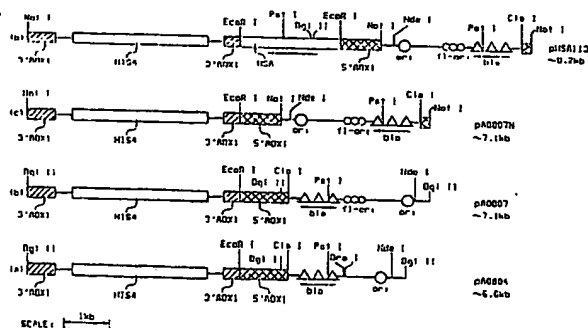 Not I EcoR I Pst I Bgl II EcoR I Not I Nde I Pst I Cla I Not I
3'AOX1 HIS4 3'AOX1 HSA 5'AOX1 ori f1-ori bla
(c) EcoR I Not I Nde I Pst I Cla I Not I pAO807N
3'AOX1 HIS4 3'AOX1 5'AOX1 ori f1-ori bla ~7.1kb
Bgl II EcoR I Bgl II Cla I Pst I Nde I Bgl II
(b) pAO807
3'AOX1 HIS4 3'AOX1 5'AOX1 bla f1-ori ori ~7.1kb
Bgl II EcoR I Bgl II Cla I Pst I Dra I Nde I Bgl II
(a) pAO804
3'AOX1 HIS4 3'AOX1 5'AOX1 bla ori ~6.6kb
SCALE: 1kb